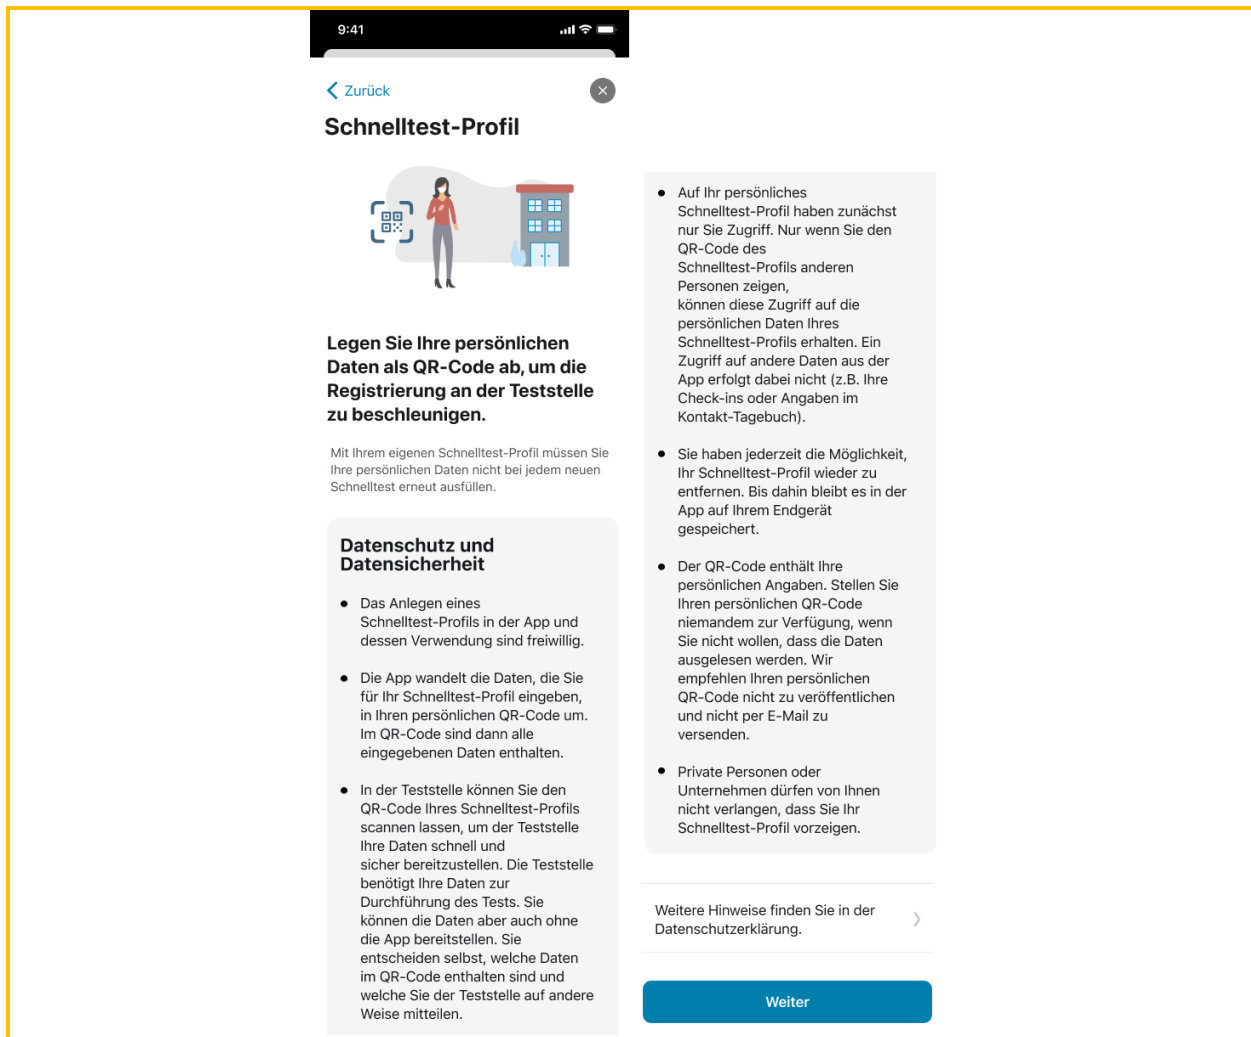 9:41
Zurück
Schnelltest-Profil
Legen Sie Ihre persönlichen
Daten als QR-Code ab, um die
Registrierung an der Teststelle
zu beschleunigen.
Mit Ihrem eigenen Schnelltest-Profil müssen Sie
Ihre persönlichen Daten nicht bei jedem neuen
Schnelltest erneut ausfüllen.
Datenschutz und
Datensicherheit
● Das Anlegen eines
Schnelltest-Profils in der App und
dessen Verwendung sind freiwillig.
● Die App wandelt die Daten, die Sie
für Ihr Schnelltest-Profil eingeben,
in Ihren persönlichen QR-Code um.
Im QR-Code sind dann alle
eingegebenen Daten enthalten.
● In der Teststelle können Sie den
QR-Code Ihres Schnelltest-Profils
scannen lassen, um der Teststelle
Ihre Daten schnell und
sicher bereitzustellen. Die Teststelle
benötigt Ihre Daten zur
Durchführung des Tests. Sie
können die Daten aber auch ohne
die App bereitstellen. Sie
entscheiden selbst, welche Daten
im QR-Code enthalten sind und
welche Sie der Teststelle auf andere
Weise mitteilen.
● Auf Ihr persönliches
Schnelltest-Profil haben zunächst
nur Sie Zugriff. Nur wenn Sie den
QR-Code des
Schnelltest-Profils anderen
Personen zeigen,
können diese Zugriff auf die
persönlichen Daten Ihres
Schnelltest-Profils erhalten. Ein
Zugriff auf andere Daten aus der
App erfolgt dabei nicht (z.B. Ihre
Check-ins oder Angaben im
Kontakt-Tagebuch).
● Sie haben jederzeit die Möglichkeit,
Ihr Schnelltest-Profil wieder zu
entfernen. Bis dahin bleibt es in der
App auf Ihrem Endgerät
gespeichert.
● Der QR-Code enthält Ihre
persönlichen Angaben. Stellen Sie
Ihren persönlichen QR-Code
niemandem zur Verfügung, wenn
Sie nicht wollen, dass die Daten
ausgelesen werden. Wir
empfehlen Ihren persönlichen
QR-Code nicht zu veröffentlichen
und nicht per E-Mail zu
versenden.
● Private Personen oder
Unternehmen dürfen von Ihnen
nicht verlangen, dass Sie Ihr
Schnelltest-Profil vorzeigen.
Weitere Hinweise finden Sie in der
Datenschutzerklärung.
Weiter